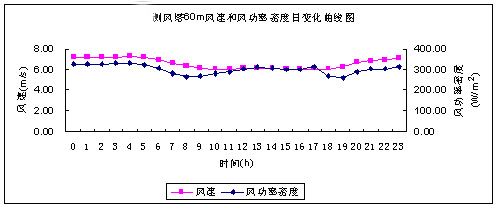 测风塔60m风速和风功率密度日变化曲线图
8.00
6.00
4.00
2.00
0.00
风速(m/s)
400.00
300.00
200.00
100.00
0.00
风功率密度
(W/m²)
0 1 2 3 4 5 6 7 8 9 10 11 12 13 14 15 16 17 18 19 20 21 22 23
时间(h)
风速 风功率密度